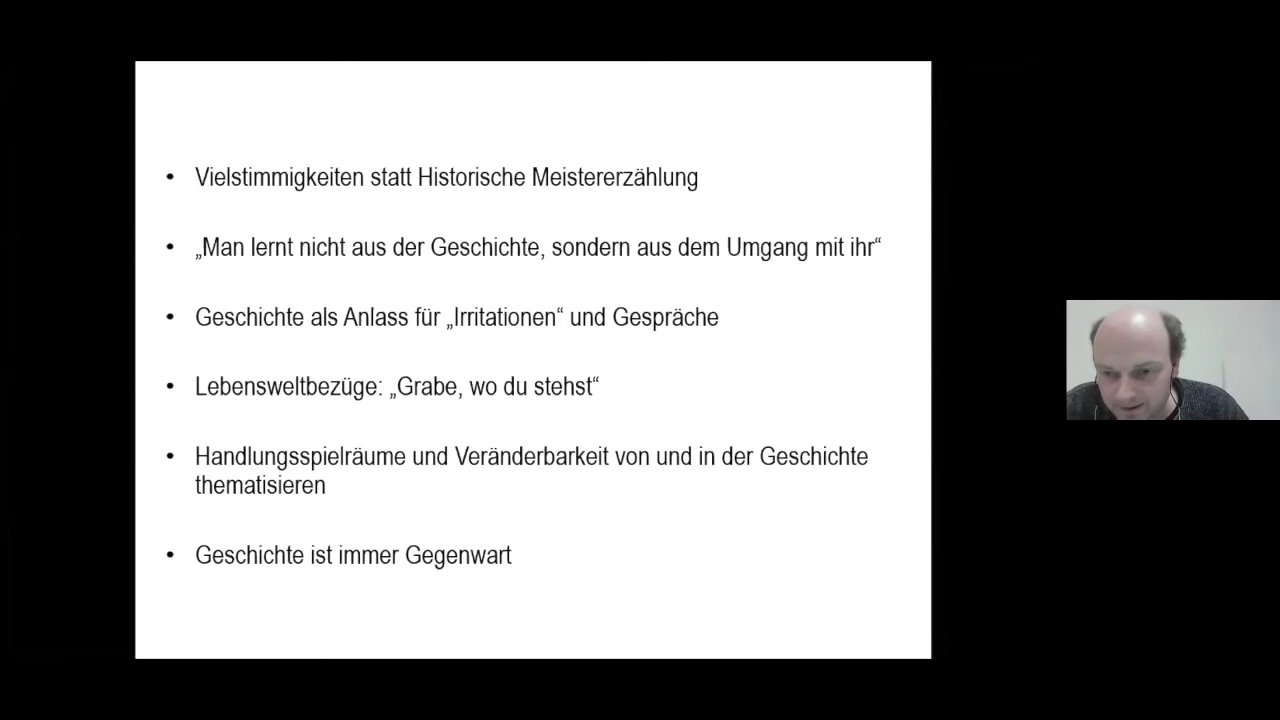 • Vielstimmigkeiten statt Historische Meistererzählung
• „Man lernt nicht aus der Geschichte, sondern aus dem Umgang mit ihr“
• Geschichte als Anlass für „Irritationen“ und Gespräche
• Lebensweltbezüge: „Grabe, wo du stehst“
• Handlungsspielräume und Veränderbarkeit von und in der Geschichte
thematisieren
• Geschichte ist immer Gegenwart